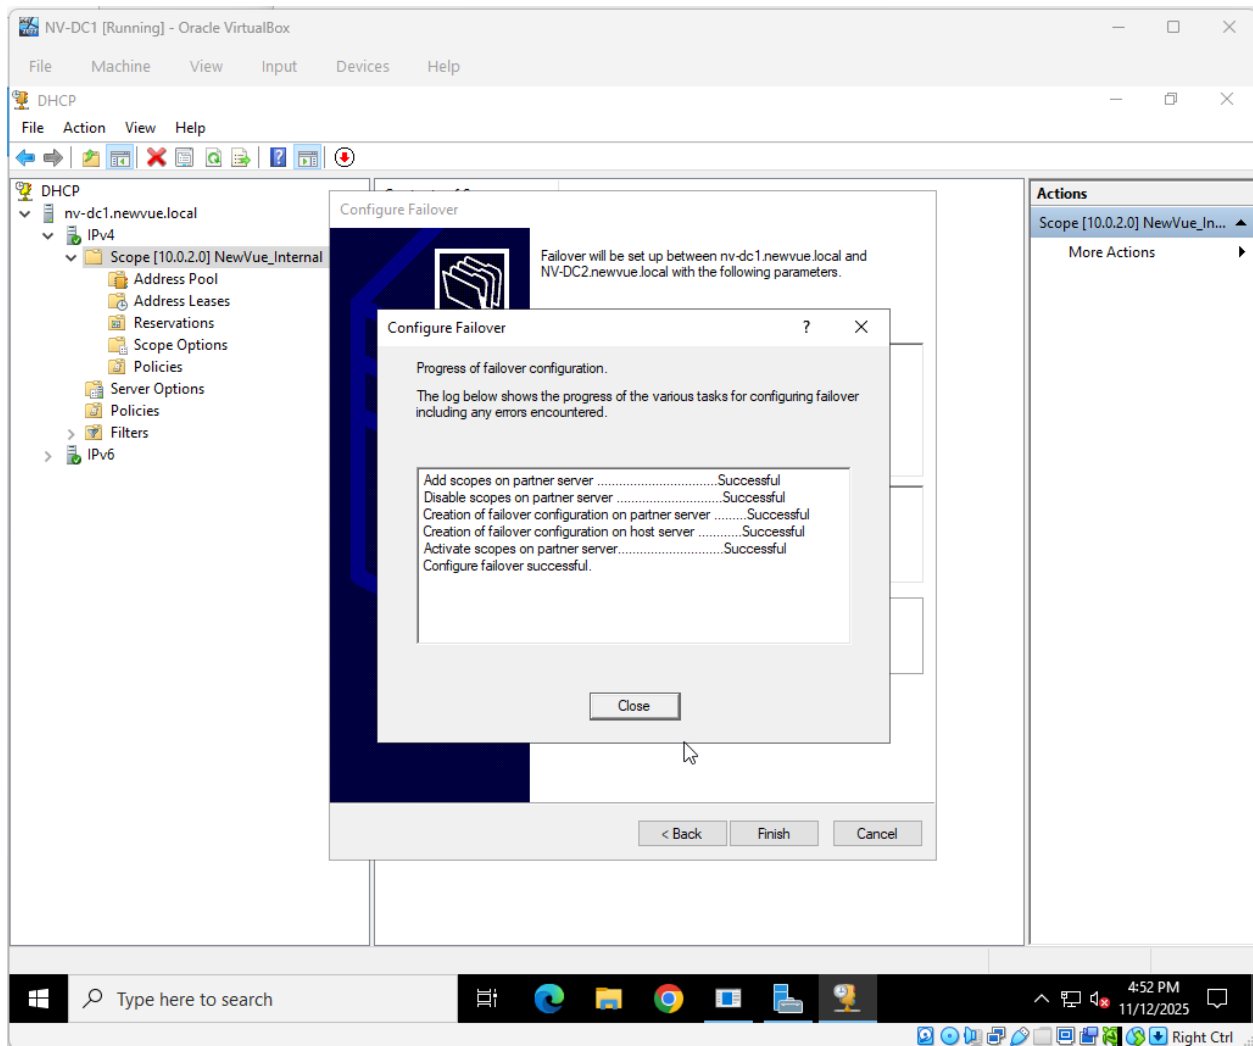 NV-DC1 [Running] - Oracle VirtualBox
File Machine View Input Devices Help
DHCP
File Action View Help
DHCP
nv-dc1.newvue.local
IPv4
Scope [10.0.2.0] NewVue_Internal
Address Pool
Address Leases
Reservations
Scope Options
Policies
Server Options
Policies
Filters
IPv6
Configure Failover
Failover will be set up between nv-dc1.newvue.local and
NV-DC2.newvue.local with the following parameters.
Configure Failover
?
Progress of failover configuration.
The log below shows the progress of the various tasks for configuring failover
including any errors encountered.
Add scopes on partner server ................................Successful
Disable scopes on partner server ............................Successful
Creation of failover configuration on partner server .........Successful
Creation of failover configuration on host server ............Successful
Activate scopes on partner server............................Successful
Configure failover successful.
Close
< Back Finish Cancel
Actions
Scope [10.0.2.0] NewVue_In...
More Actions
Type here to search
4:52 PM
11/12/2025
Right Ctrl